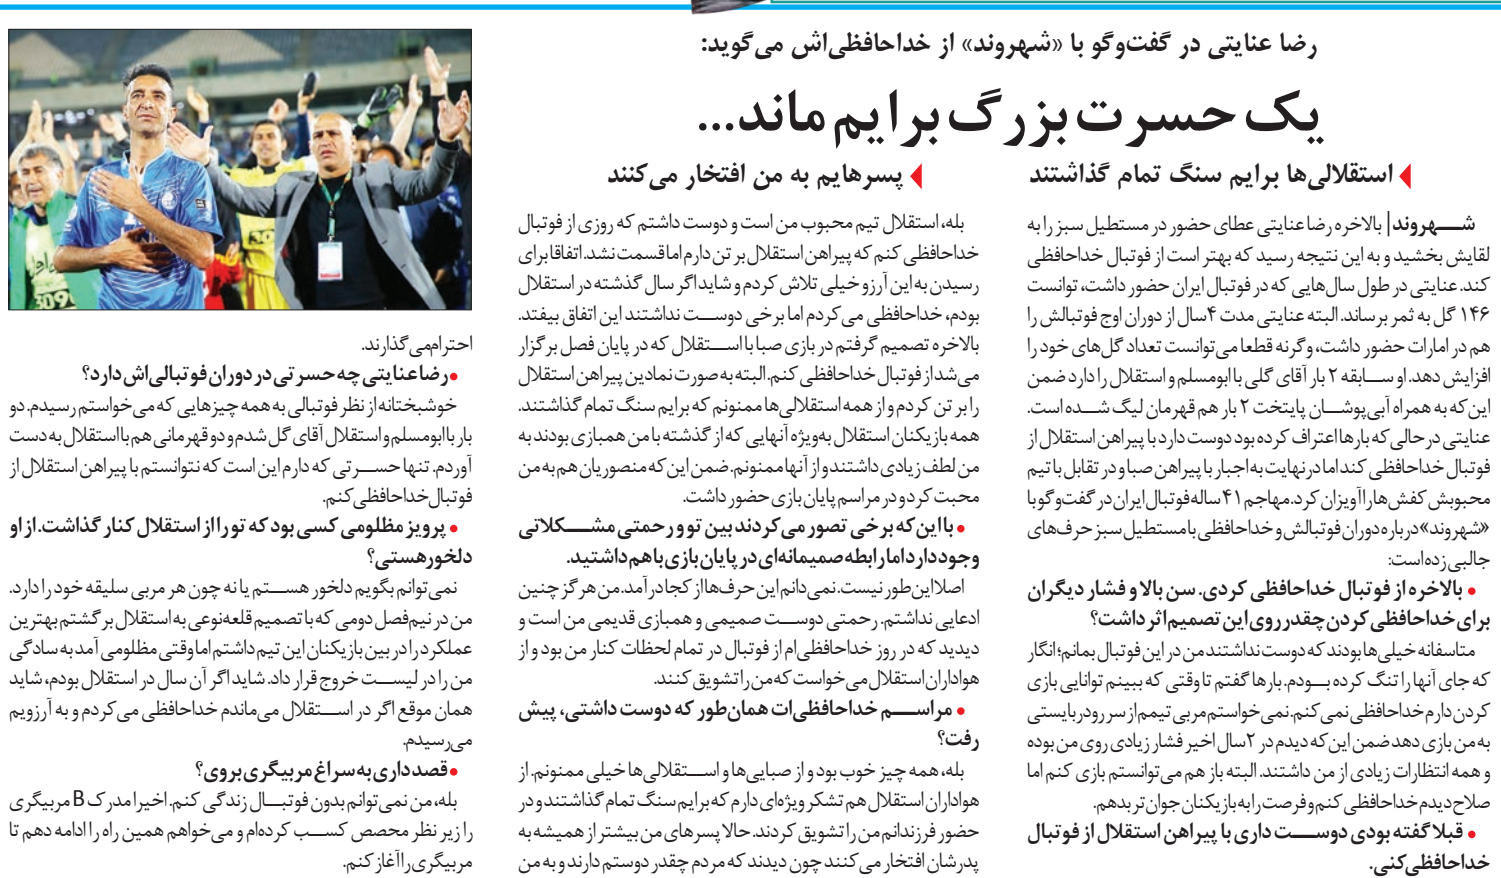 رضا عنایتی در گفت‌وگو با «شهروند» از خداحافظی‌اش می‌گوید:
یک حسرت بزرگ برایم ماند...
استقلالی‌ها برایم سنگ تمام گذاشتند
پسرهایم به من افتخار می‌کنند
شهروند| بالاخره رضا عنایتی عطای حضور در مستطیل سبز را به
لقایش بخشید و به این نتیجه رسید که بهتر است از فوتبال خداحافظی
کند. عنایتی در طول سال‌هایی که در فوتبال ایران حضور داشت، توانست
۱۴۶ گل به ثمر برساند. البته عنایتی مدت ۴سال از دوران اوج فوتبالش را
هم در امارات حضور داشت، وگرنه قطعا می‌توانست تعداد گل‌های خود را
افزایش دهد. او سابقه ۲ بار آقای گلی با ابومسلم و استقلال را دارد ضمن
این که به همراه آبی‌پوشان پایتخت ۲ بار هم قهرمان لیگ شده است.
عنایتی درحالی که بارها اعتراف کرده بود دوست دارد با پیراهن استقلال از
فوتبال خداحافظی کند اما در نهایت به اجبار با پیراهن صبا و در تقابل با تیم
محبوبش کفش‌ها را آویزان کرد. مهاجم ۴۱ ساله فوتبال ایران در گفت‌وگو با
«شهروند» درباره دوران فوتبالش و خداحافظی با مستطیل سبز حرف‌های
جالبی زده است:
• بالاخره از فوتبال خداحافظی کردی. سن بالا و فشار دیگران
برای خداحافظی کردن چقدر روی این تصمیم اثر داشت؟
متاسفانه خیلی‌ها بودند که دوست نداشتند من در این فوتبال بمانم؛ انگار
که جای آنها را تنگ کرده بودم. بارها گفتم تا وقتی که ببینم توانایی بازی
کردن دارم خداحافظی نمی‌کنم. نمی‌خواستم مربی تیمم از سر رودربایستی
به من بازی دهد ضمن این که دیدم در ۲سال اخیر فشار زیادی روی من بوده
و همه انتظارات زیادی از من داشتند. البته باز هم می‌توانستم بازی کنم اما
صلاح دیدم خداحافظی کنم و فرصت را به بازیکنان جوان‌تر بدهم.
• قبلا گفته بودی دوست داری با پیراهن استقلال از فوتبال
خداحافظی کنی.
بله، استقلال تیم محبوب من است و دوست داشتم که روزی از فوتبال
خداحافظی کنم که پیراهن استقلال بر تن دارم اما قسمت نشد. اتفاقا برای
رسیدن به این آرزو خیلی تلاش کردم و شاید اگر سال گذشته در استقلال
بودم، خداحافظی می‌کردم اما برخی دوست نداشتند این اتفاق بیفتد.
بالاخره تصمیم گرفتم در بازی صبا با استقلال که در پایان فصل برگزار
می‌شد از فوتبال خداحافظی کنم. البته به صورت نمادین پیراهن استقلال
را بر تن کردم و از همه استقلالی‌ها ممنونم که برایم سنگ تمام گذاشتند.
همه بازیکنان استقلال به‌ویژه آنهایی که از گذشته با من همبازی بودند به
من لطف زیادی داشتند و از آنها ممنونم. ضمن این که منصوریان هم به من
محبت کرد و در مراسم پایان بازی حضور داشت.
• با این که برخی تصور می‌کردند بین تو و رحمتی مشکلاتی
وجود دارد اما رابطه صمیمانه‌ای در پایان بازی با هم داشتید.
اصلا این‌طور نیست. نمی‌دانم این حرف‌ها از کجا در آمد. من هرگز چنین
ادعایی نداشتم. رحمتی دوست صمیمی و همبازی قدیمی من است و
دیدید که در روز خداحافظی‌ام از فوتبال در تمام لحظات کنار من بود و از
هواداران استقلال می‌خواست که من را تشویق کنند.
• مراسم خداحافظی‌ات همان‌طور که دوست داشتی، پیش
رفت؟
بله، همه چیز خوب بود و از صبایی‌ها و استقلالی‌ها خیلی ممنونم. از
هواداران استقلال هم تشکر ویژه‌ای دارم که برایم سنگ تمام گذاشتند و در
حضور فرزندانم من را تشویق کردند. حالا پسرهای من بیشتر از همیشه به
پدرشان افتخار می‌کنند چون دیدند که مردم چقدر دوستم دارند و به من
احترام می‌گذارند.
• رضا عنایتی چه حسرتی در دوران فوتبالی‌اش دارد؟
خوشبختانه از نظر فوتبالی به همه چیزهایی که می‌خواستم رسیدم. دو
بار با ابومسلم و استقلال آقای گل شدم و دو قهرمانی هم با استقلال به دست
آوردم. تنها حسرتی که دارم این است که نتوانستم با پیراهن استقلال از
فوتبال خداحافظی کنم.
• پرویز مظلومی کسی بود که تو را از استقلال کنار گذاشت. از او
دلخور هستی؟
نمی‌توانم بگویم دلخور هستم یا نه چون هر مربی سلیقه خود را دارد.
من در نیم‌فصل دومی که با تصمیم قلعه‌نوعی به استقلال برگشتم بهترین
عملکرد را در بین بازیکنان این تیم داشتم اما وقتی مظلومی آمد به سادگی
من را در لیست خروج قرار داد. شاید اگر آن سال در استقلال بودم، شاید
همان موقع اگر در استقلال می‌ماندم خداحافظی می‌کردم و به آرزویم
می‌رسیدم.
• قصد داری به سراغ مربیگری بروی؟
بله، من نمی‌توانم بدون فوتبال زندگی کنم. اخیرا مدرک B مربیگری
را زیر نظر محصص کسب کرده‌ام و می‌خواهم همین راه را ادامه دهم تا
مربیگری را آغاز کنم.